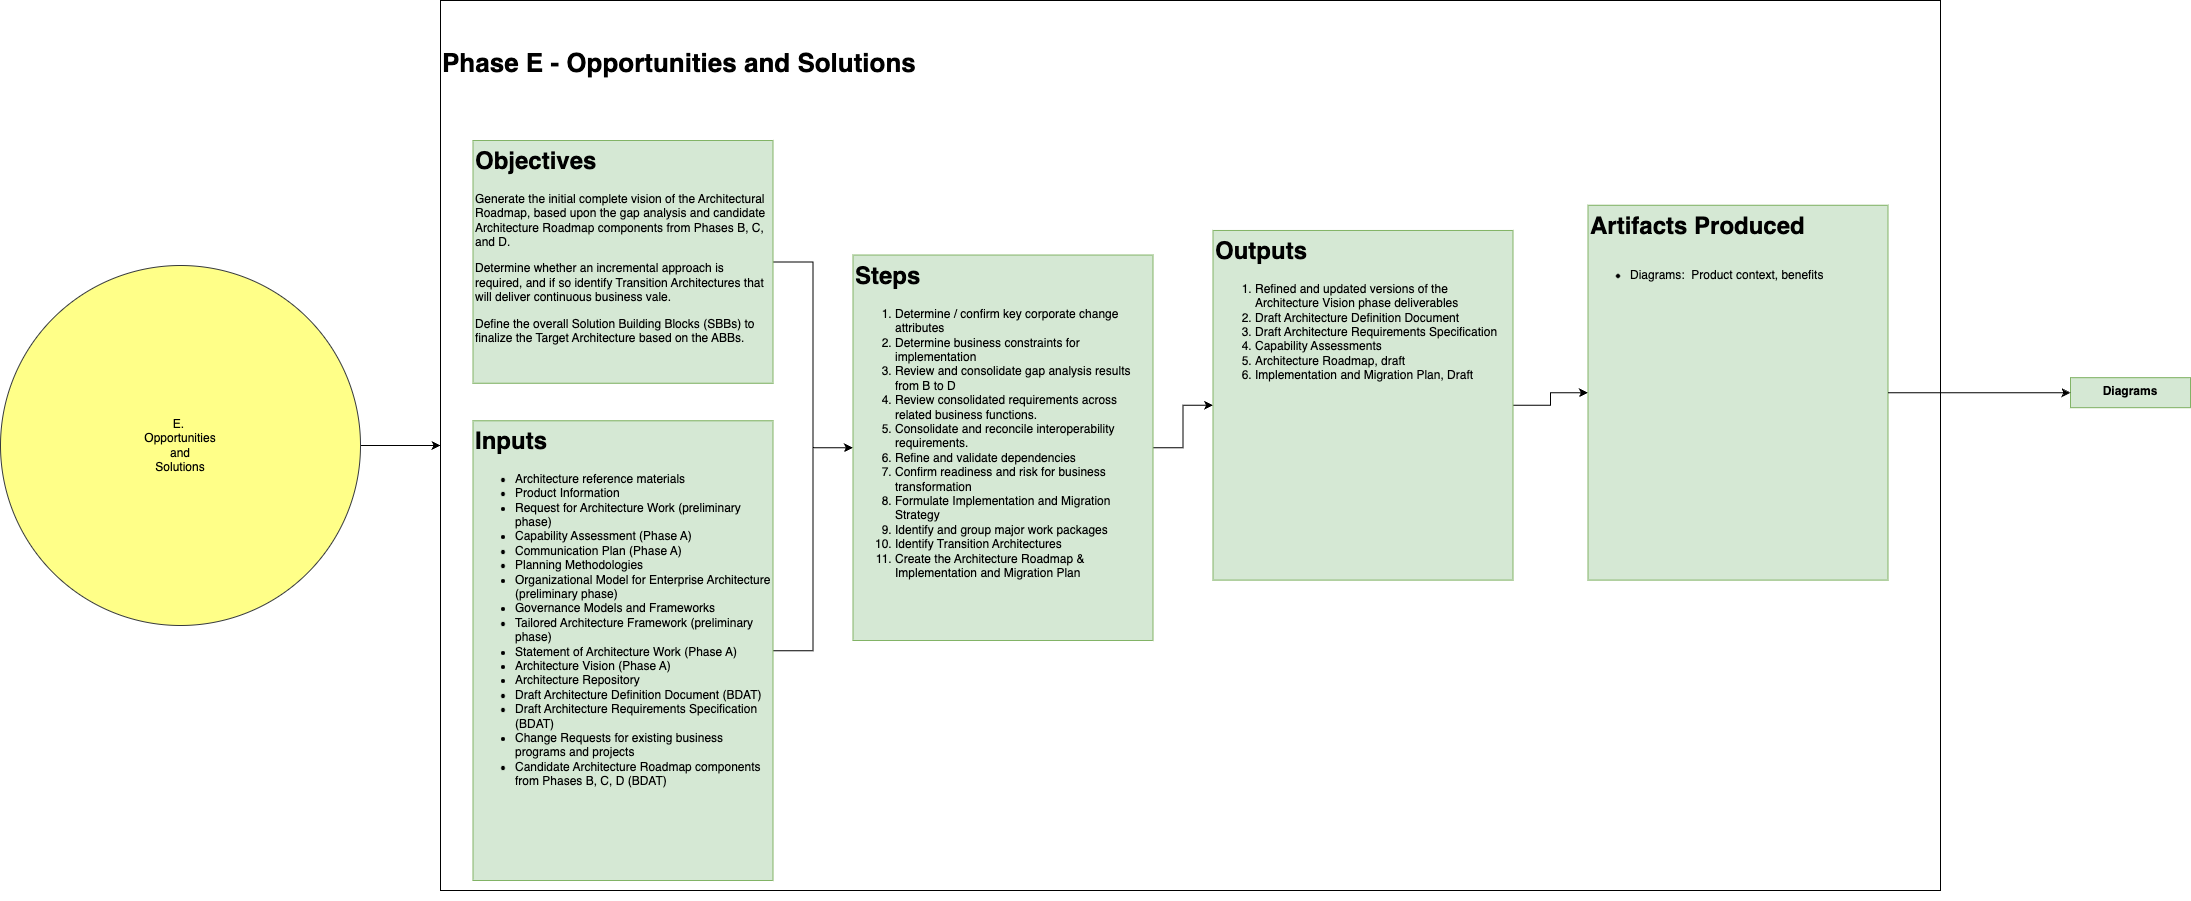 Phase E - Opportunities and Solutions
E.
Opportunities
and
Solutions
Objectives
Generate the initial complete vision of the Architectural
Roadmap, based upon the gap analysis and candidate
Architecture Roadmap components from Phases B, C,
and D.
Determine whether an incremental approach is
required, and if so identify Transition Architectures that
will deliver continuous business vale.
Define the overall Solution Building Blocks (SBBs) to
finalize the Target Architecture based on the ABBs.
Inputs
• Architecture reference materials
• Product Information
• Request for Architecture Work (preliminary
phase)
• Capability Assessment (Phase A)
• Communication Plan (Phase A)
• Planning Methodologies
• Organizational Model for Enterprise Architecture
(preliminary phase)
• Governance Models and Frameworks
• Tailored Architecture Framework (preliminary
phase)
• Statement of Architecture Work (Phase A)
• Architecture Vision (Phase A)
• Architecture Repository
• Draft Architecture Definition Document (BDAT)
• Draft Architecture Requirements Specification
(BDAT)
• Change Requests for existing business
programs and projects
• Candidate Architecture Roadmap components
from Phases B, C, D (BDAT)
Steps
1. Determine / confirm key corporate change
attributes
2. Determine business constraints for
implementation
3. Review and consolidate gap analysis results
from B to D
4. Review consolidated requirements across
related business functions.
5. Consolidate and reconcile interoperability
requirements.
6. Refine and validate dependencies
7. Confirm readiness and risk for business
transformation
8. Formulate Implementation and Migration
Strategy
9. Identify and group major work packages
10. Identify Transition Architectures
11. Create the Architecture Roadmap &
Implementation and Migration Plan
Outputs
1. Refined and updated versions of the
Architecture Vision phase deliverables
2. Draft Architecture Definition Document
3. Draft Architecture Requirements Specification
4. Capability Assessments
5. Architecture Roadmap, draft
6. Implementation and Migration Plan, Draft
Artifacts Produced
• Diagrams: Product context, benefits
Diagrams